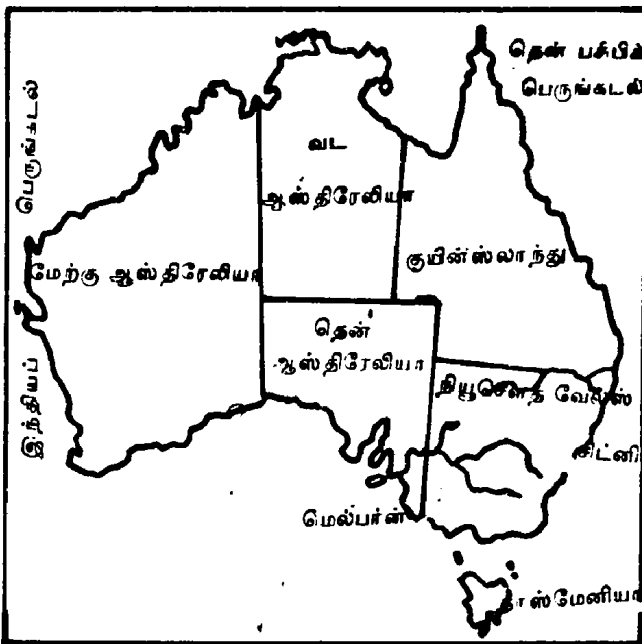 தென் பசிபிக்
பெருங்கடல்
இந்தியப் பெருங்கடல்
வட
ஆஸ்திரேலியா
மேற்கு ஆஸ்திரேலியா
குயின்ஸ்லாந்து
தென்
ஆஸ்திரேலியா
நியூசௌத் வேல்ஸ்
சிட்னி
மெல்பர்ன்
டாஸ்மேனியா